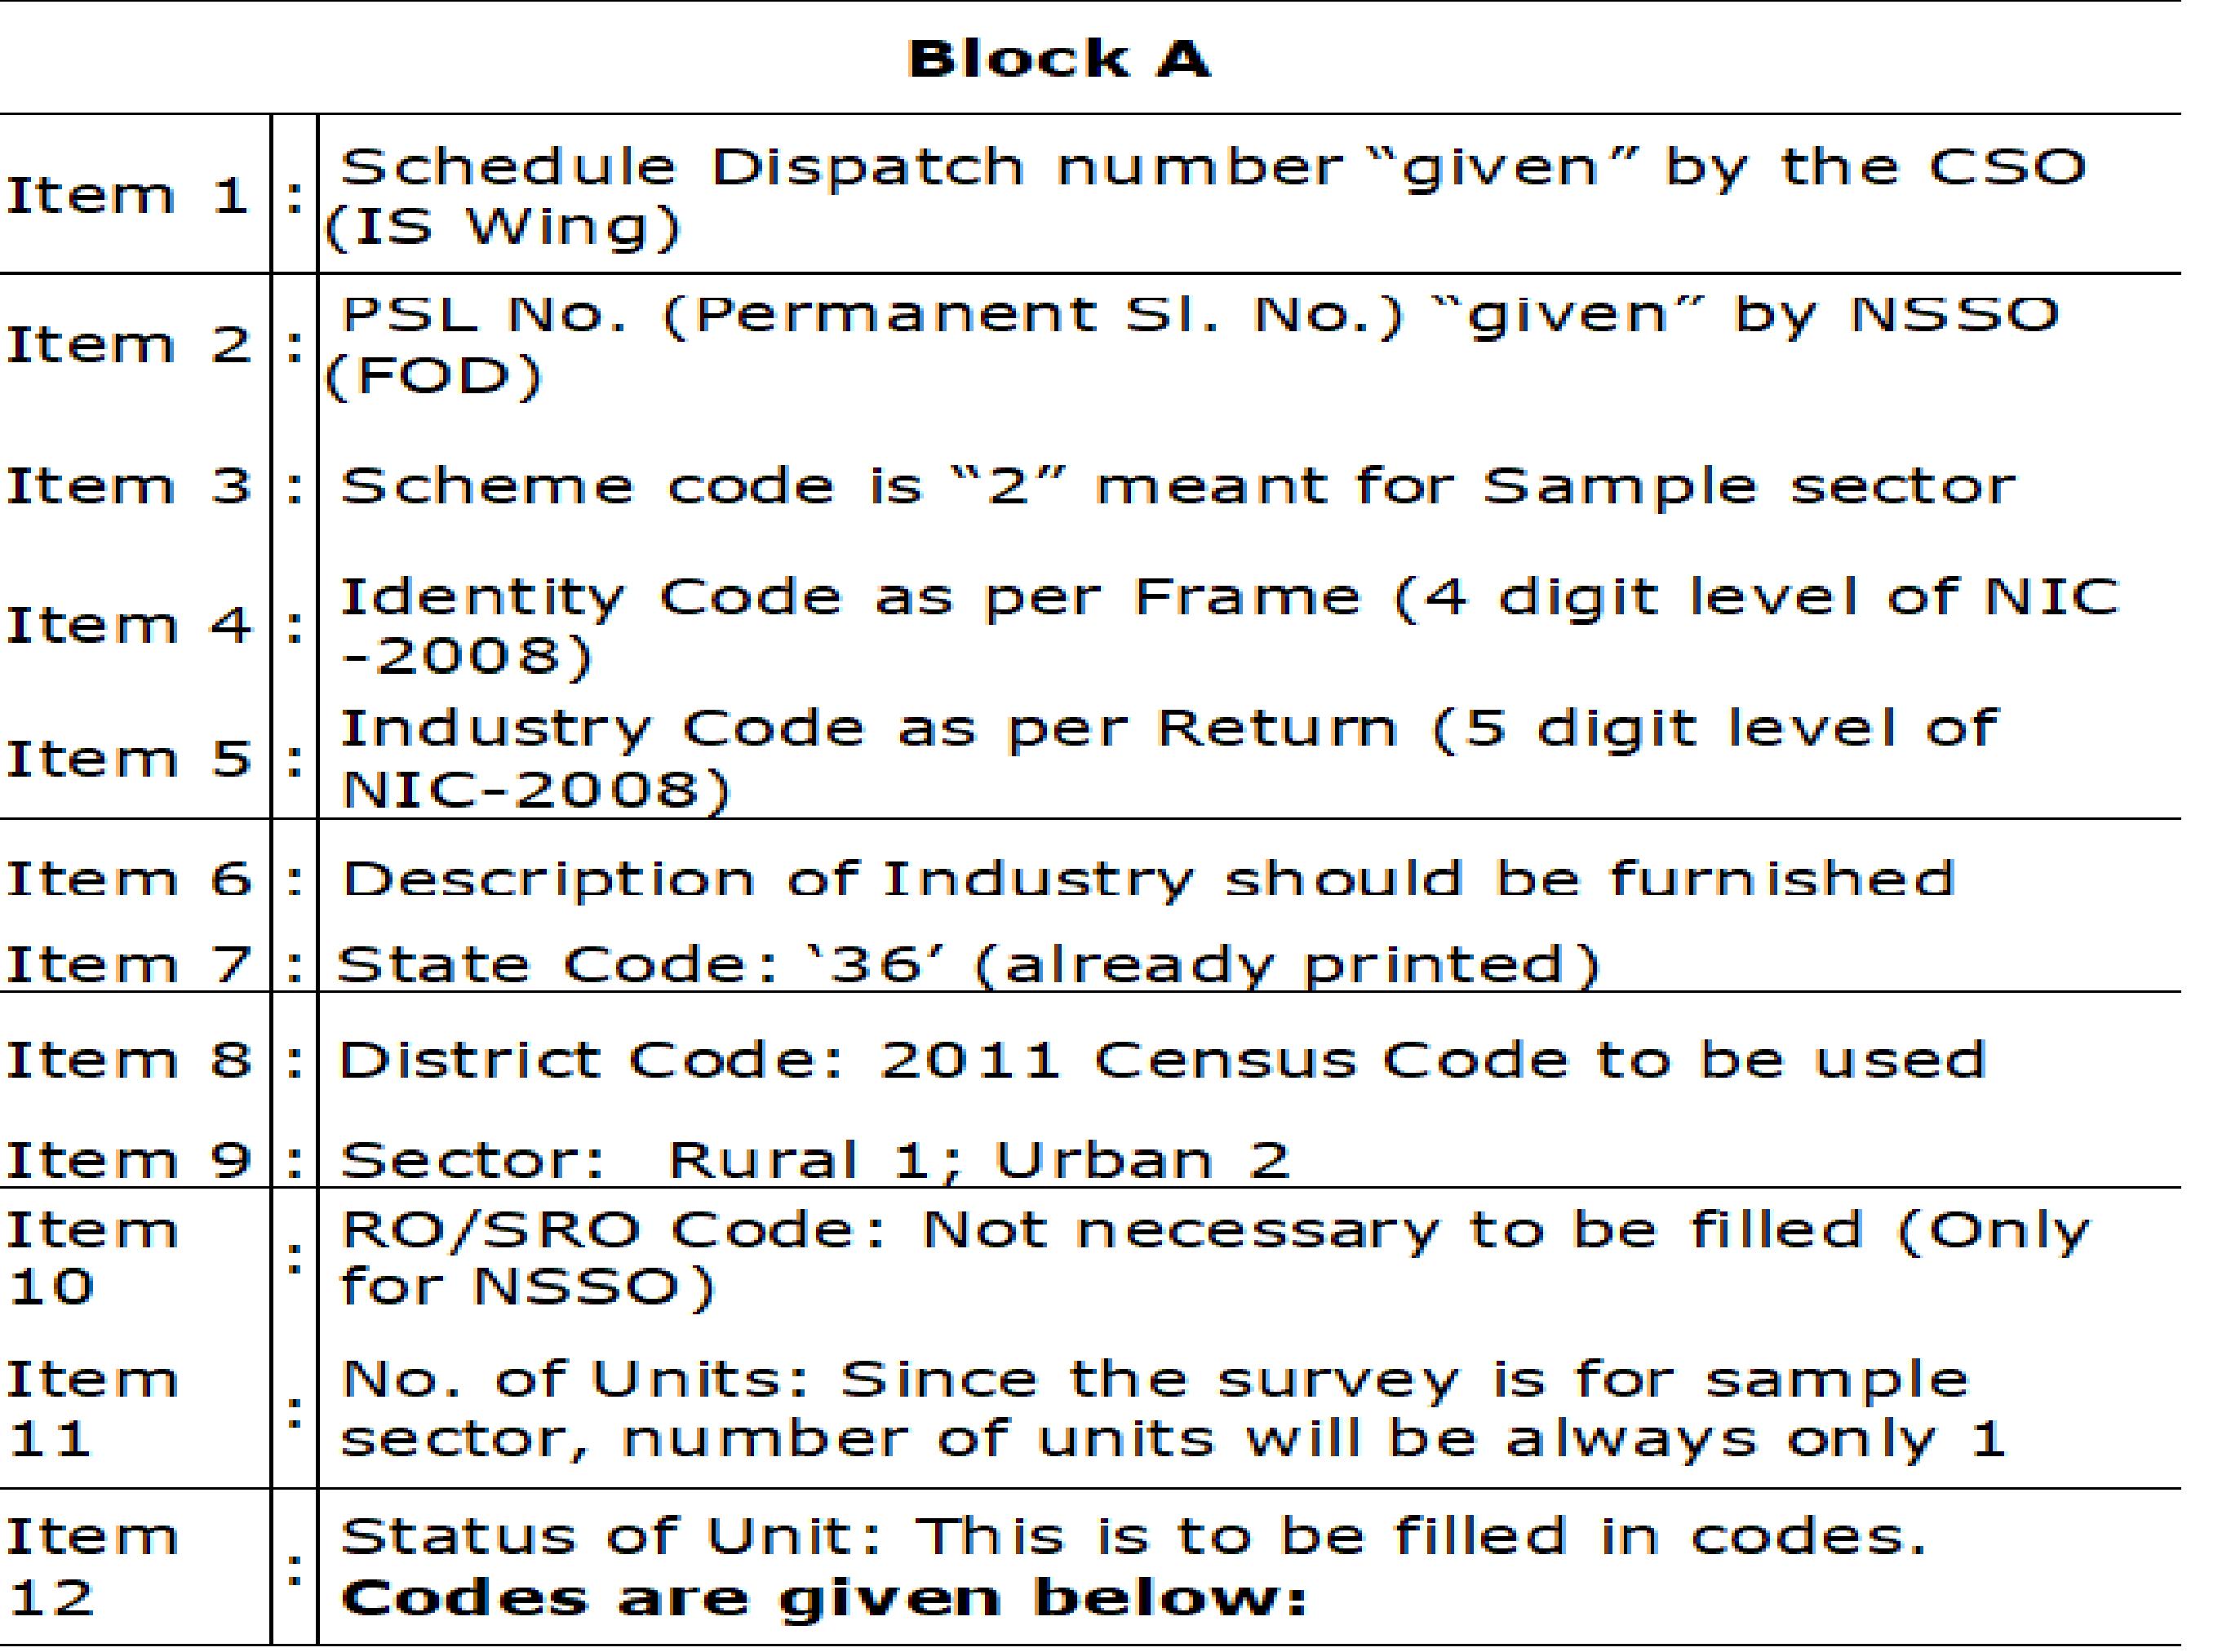 Block A
Item 1 : Schedule Dispatch number “given” by the CSO
(IS Wing)
Item 2 : PSL No. (Permanent Sl. No.) “given” by NSSO
(FOD)
Item 3 : Scheme code is “2” meant for Sample sector
Item 4 : Identity Code as per Frame (4 digit level of NIC
-2008)
Item 5 : Industry Code as per Return (5 digit level of
NIC-2008)
Item 6 : Description of Industry should be furnished
Item 7 : State Code: ‘36’ (already printed)
Item 8 : District Code: 2011 Census Code to be used
Item 9 : Sector: Rural 1; Urban 2
Item
10 : RO/SRO Code: Not necessary to be filled (Only
for NSSO)
Item
11 : No. of Units: Since the survey is for sample
sector, number of units will be always only 1
Item
12 : Status of Unit: This is to be filled in codes.
Codes are given below: